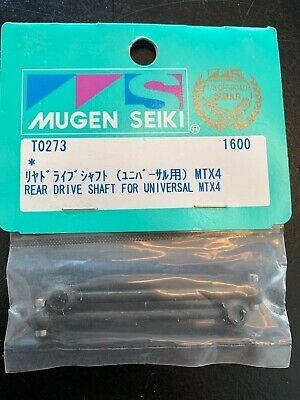 MS
MUGEN SEIKI®
T0273 1600
*
ﾘﾔﾄﾞﾗｲﾌﾞｼｬﾌﾄ (ﾕﾆﾊﾞｰｻﾙ用) MTX4
REAR DRIVE SHAFT FOR UNIVERSAL MTX4